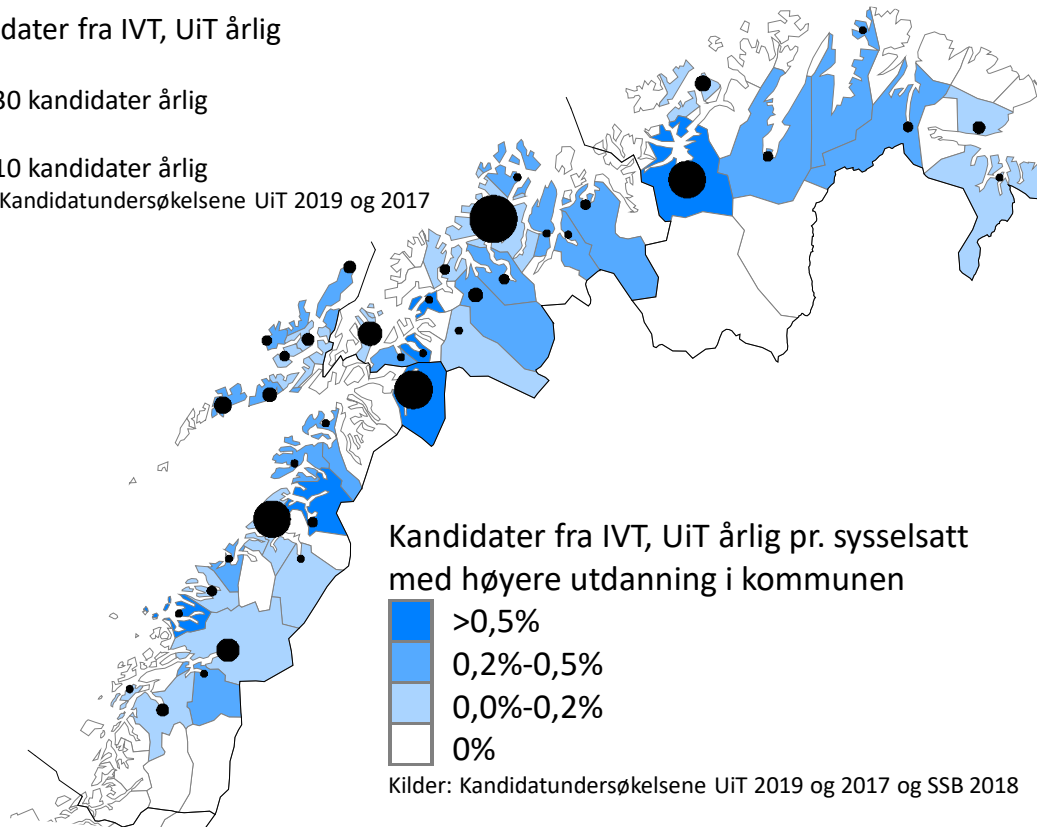 dater fra IVT, UiT årlig
30 kandidater årlig
10 kandidater årlig
Kandidatundersøkelsene UiT 2019 og 2017
Kandidater fra IVT, UiT årlig pr. sysselsatt
med høyere utdanning i kommunen
>0,5%
0,2%-0,5%
0,0%-0,2%
0%
Kilder: Kandidatundersøkelsene UiT 2019 og 2017 og SSB 2018